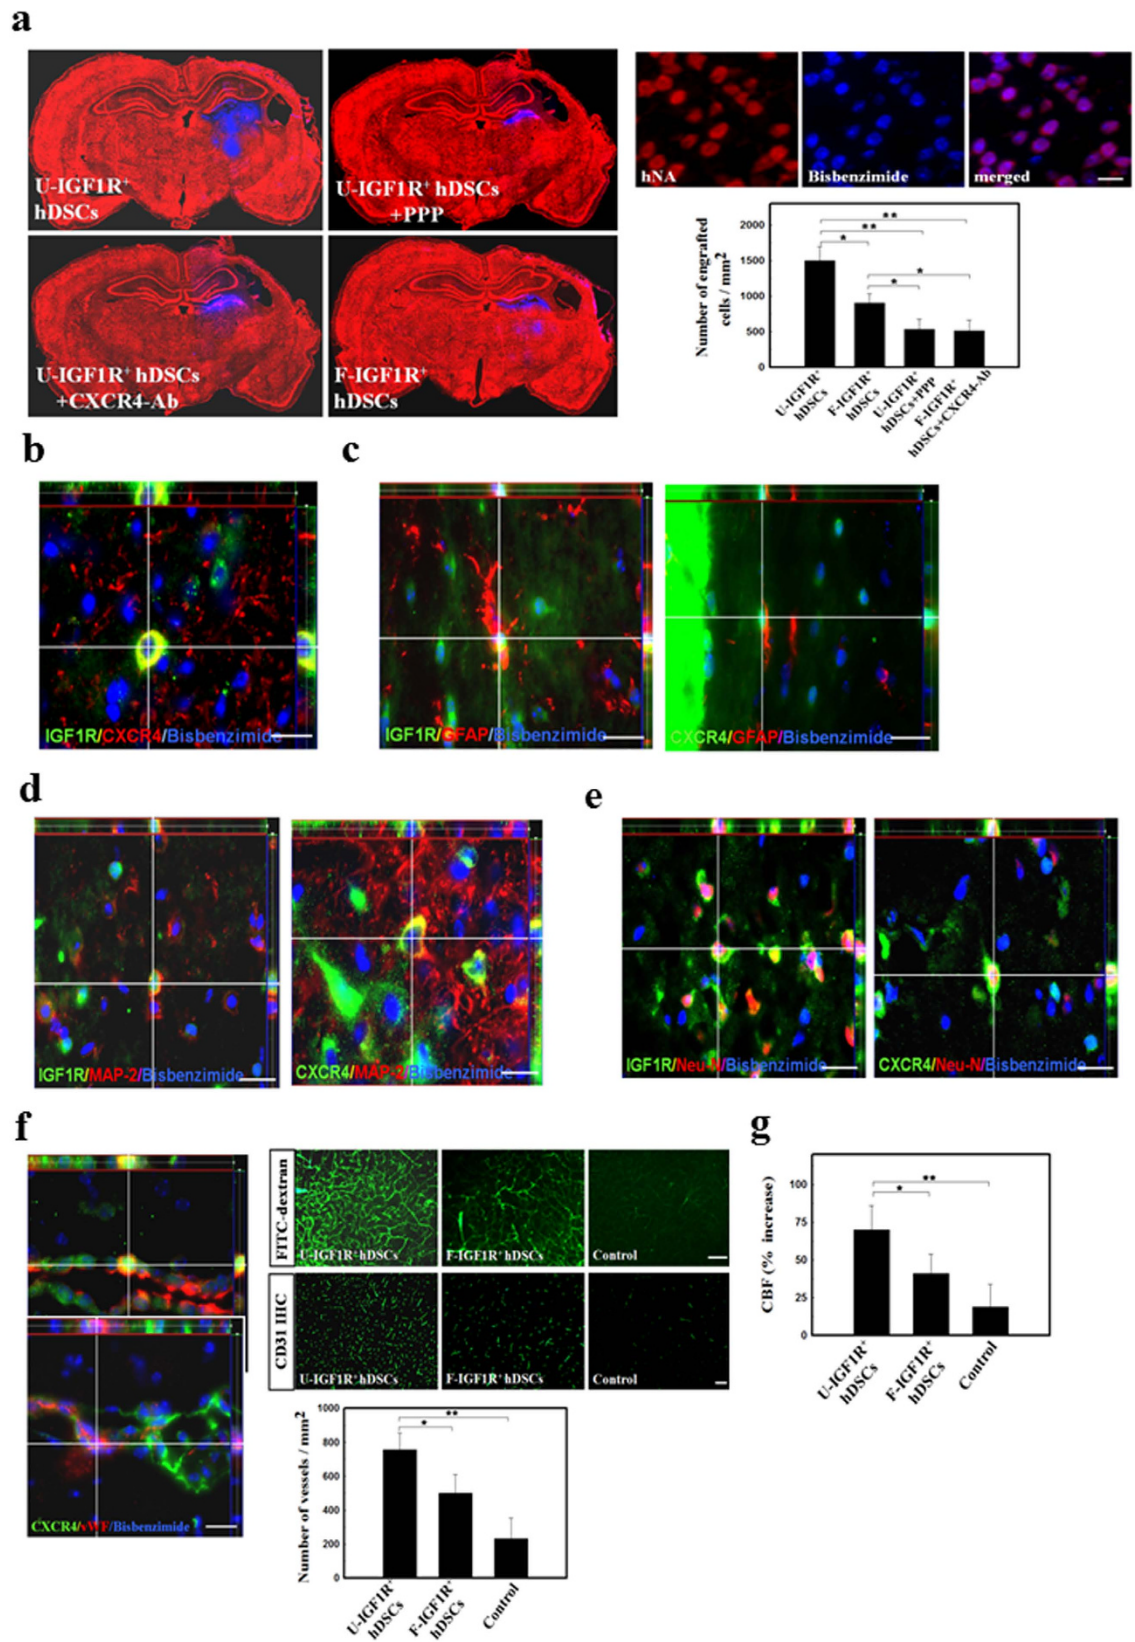 a
U-IGF1R+
hDSCs
U-IGF1R+ hDSCs
+PPP
U-IGF1R+ hDSCs
+CXCR4-Ab
F-IGF1R+
hDSCs
hNA
Bisbenzimide
merged
Number of engrafted
cells / mm2
2000
1500
1000
500
0
**
**
*
*
*
U-IGF1R+
hDSCs
F-IGF1R+
hDSCs
U-IGF1R+
hDSCs+PPP
F-IGF1R+
hDSCs+CXCR4-Ab
b
IGF1R/CXCR4/Bisbenzimide
c
IGF1R/GFAP/Bisbenzimide
CXCR4/GFAP/Bisbenzimide
d
IGF1R/MAP-2/Bisbenzimide
CXCR4/MAP-2/Bisbenzimide
e
IGF1R/Neu-N/Bisbenzimide
CXCR4/Neu-N/Bisbenzimide
f
CXCR4/vWF/Bisbenzimide
FITC-dextran
U-IGF1R+ hDSCs
F-IGF1R+ hDSCs
Control
CD31 IHC
U-IGF1R+ hDSCs
F-IGF1R+ hDSCs
Control
Number of vessels / mm2
1000
800
600
400
200
0
**
*
U-IGF1R+
hDSCs
F-IGF1R+
hDSCs
Control
g
CBF (% increase)
100
75
50
25
0
**
*
U-IGF1R+
hDSCs
F-IGF1R+
hDSCs
Control